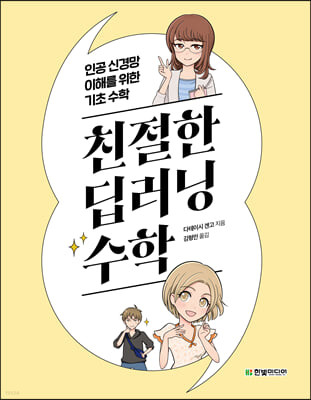 인공 신경망
이해를 위한
기초 수학
친절한
딥러닝
수학
다테이시 겐고 지음
김형민 옮김
한빛미디어